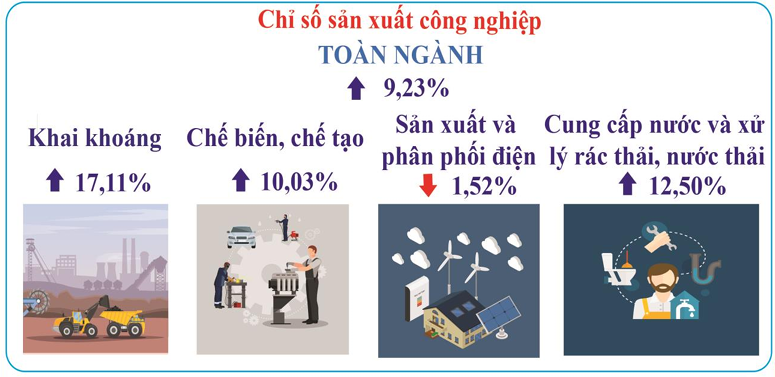 Chỉ số sản xuất công nghiệp
TOÀN NGÀNH
9,23%
Khai khoáng
17,11%
Chế biến, chế tạo
10,03%
Sản xuất và
phân phối điện
1,52%
Cung cấp nước và xử
lý rác thải, nước thải
12,50%